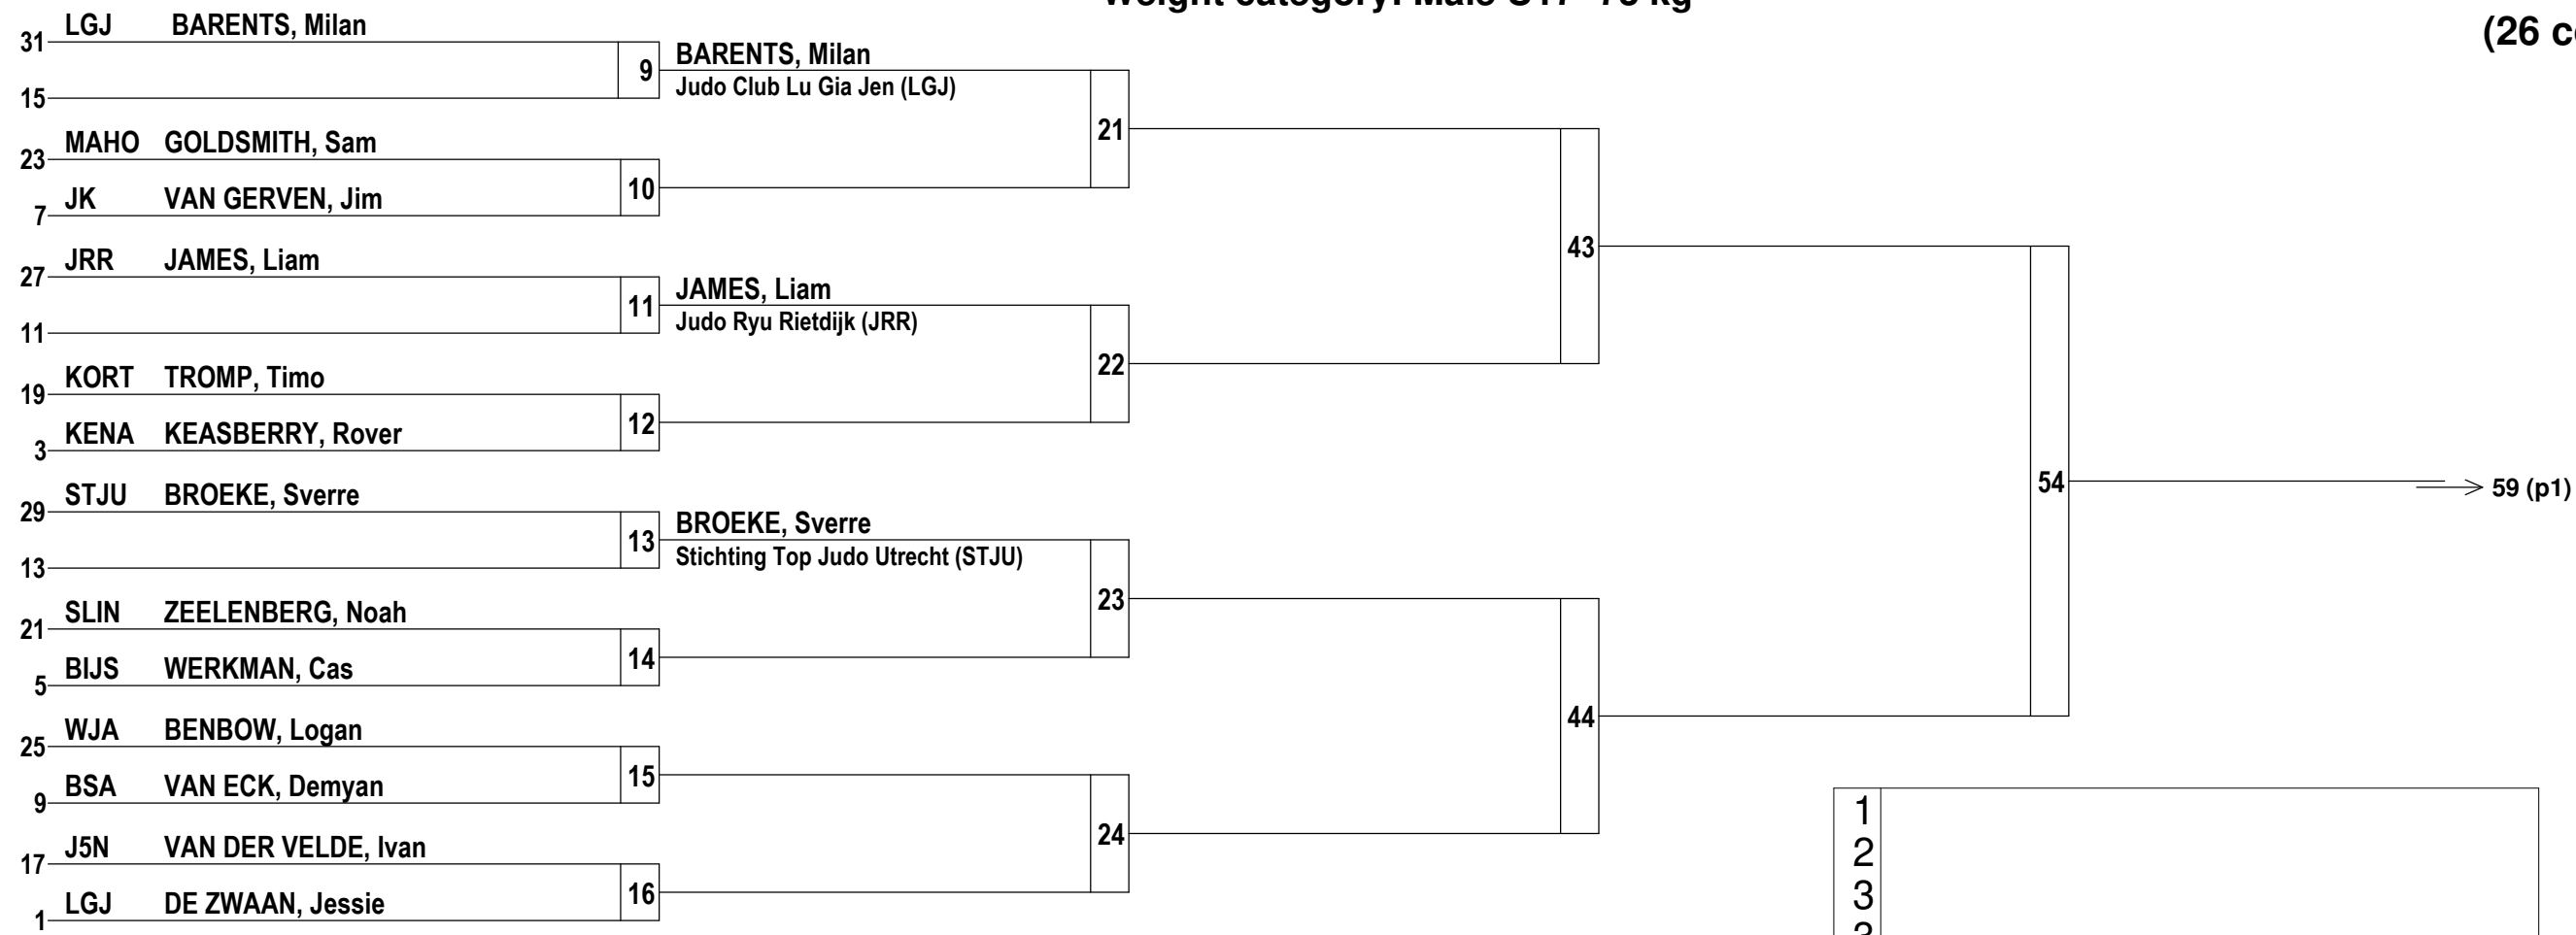 (26
31 LGJ BARENTS, Milan
9 BARENTS, Milan
Judo Club Lu Gia Jen (LGJ)
15
21
23 MAHO GOLDSMITH, Sam
10
7 JK VAN GERVEN, Jim
43
27 JRR JAMES, Liam
11 JAMES, Liam
Judo Ryu Rietdijk (JRR)
11
22
19 KORT TROMP, Timo
12
3 KENA KEASBERRY, Rover
54
59 (p1)
29 STJU BROEKE, Sverre
13 BROEKE, Sverre
Stichting Top Judo Utrecht (STJU)
13
23
21 SLIN ZEELENBERG, Noah
14
5 BIJS WERKMAN, Cas
44
25 WJA BENBOW, Logan
15
9 BSA VAN ECK, Demyan
24
17 J5N VAN DER VELDE, Ivan
16
1 LGJ DE ZWAAN, Jessie
1
2
3